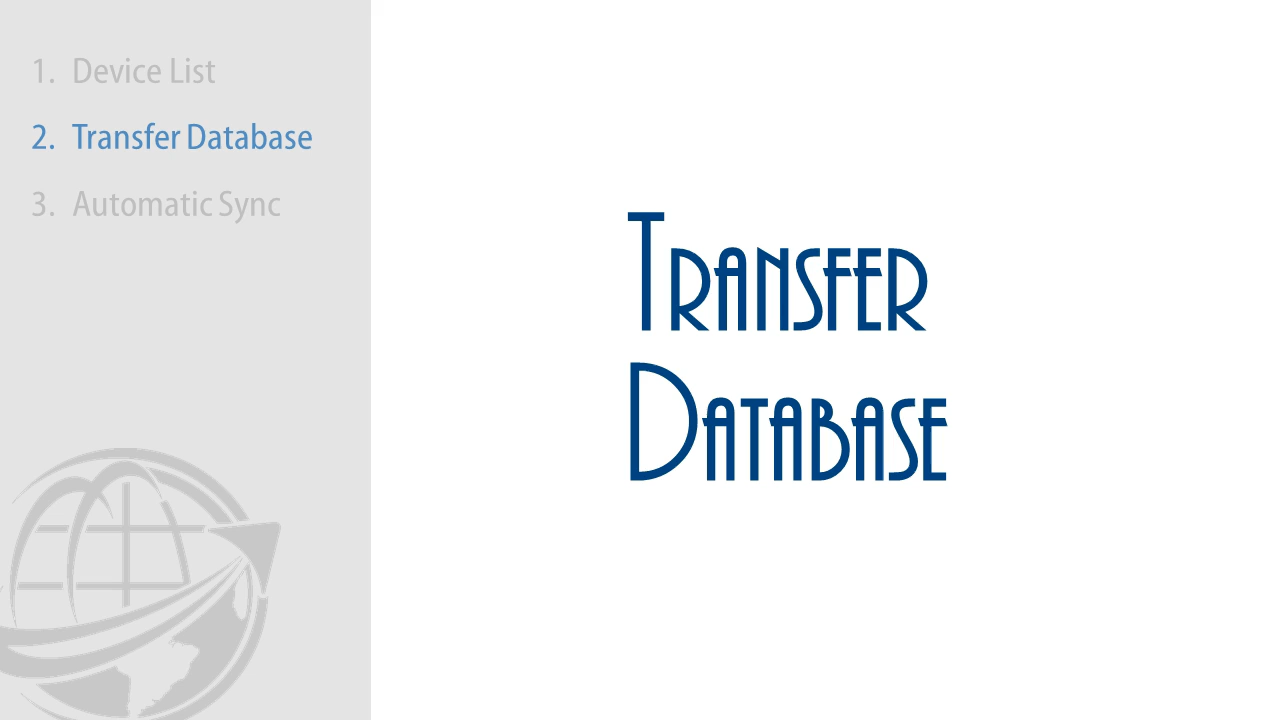 1. Device List
2. Transfer Database
3. Automatic Sync
Transfer
Database